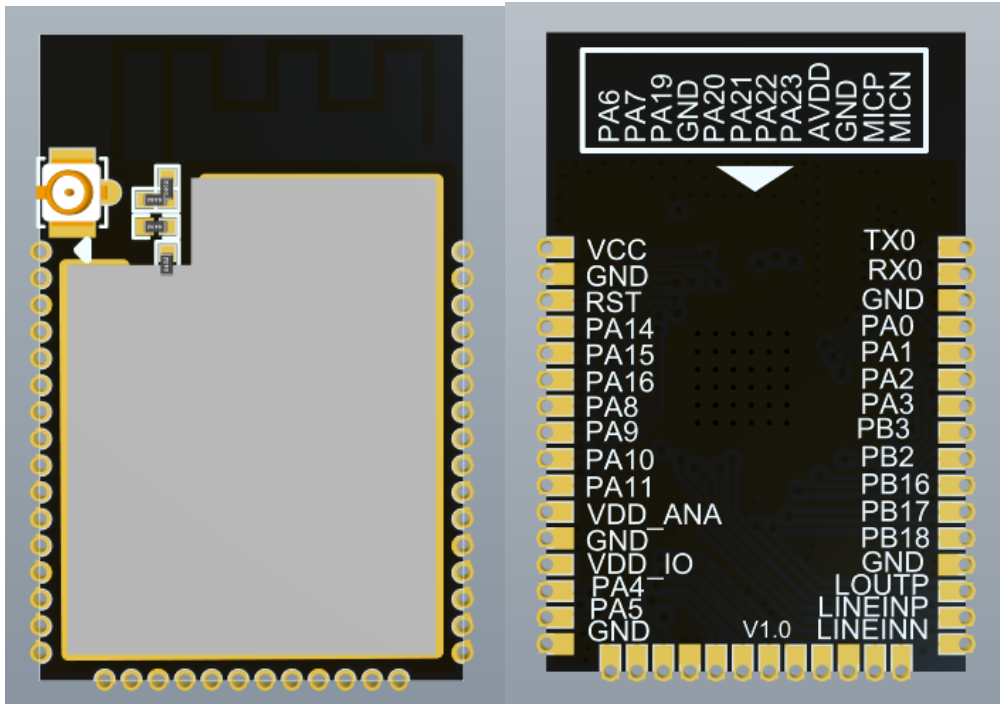 PA6
PA7
PA19
GND
PA20
PA21
PA22
PA23
AVDD
GND
MICP
MICN
VCC
GND
RST
PA14
PA15
PA16
PA8
PA9
PA10
PA11
VDD_ANA
GND
VDD_IO
PA4
PA5
GND
TX0
RX0
GND
PA0
PA1
PA2
PA3
PB3
PB2
PB16
PB17
PB18
GND
LOUTP
LINEINP
LINEINN
V1.0